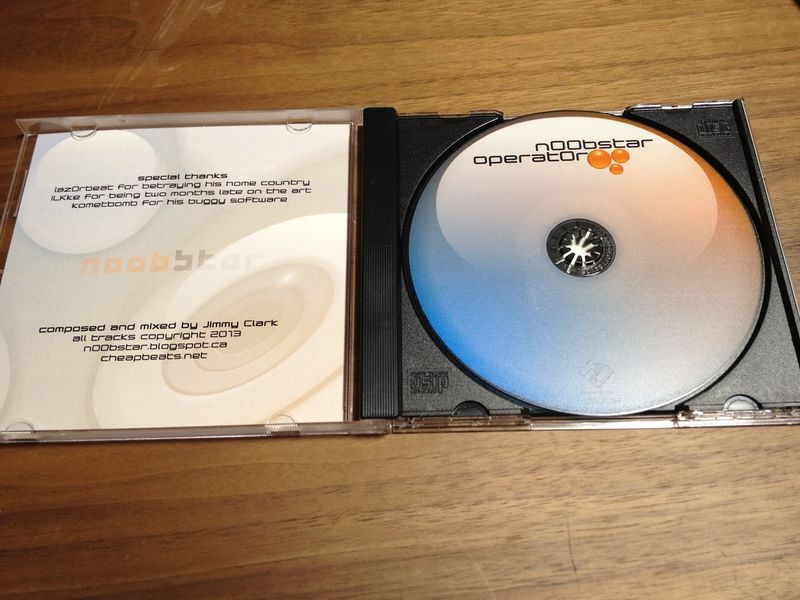 special thanks
laz0rbeat for betraying his home country
iLKke for being two months late on the art
kometbomb for his buggy software
noobstar
composed and mixed by Jimmy Clark
all tracks copyright 2013
n00bstar.blogspot.ca
cheapbeats.net
n00bstar
operat0r